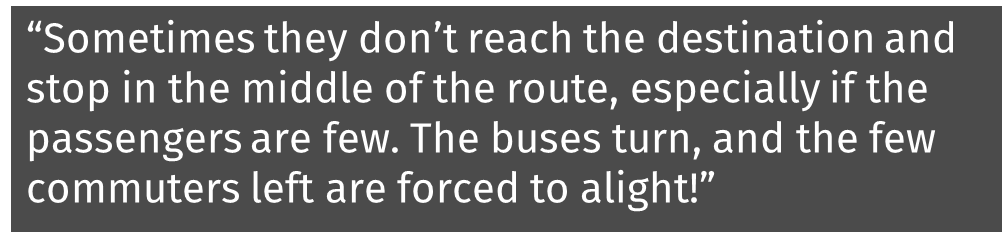 “Sometimes they don’t reach the destination and
stop in the middle of the route, especially if the
passengers are few. The buses turn, and the few
commuters left are forced to alight!”